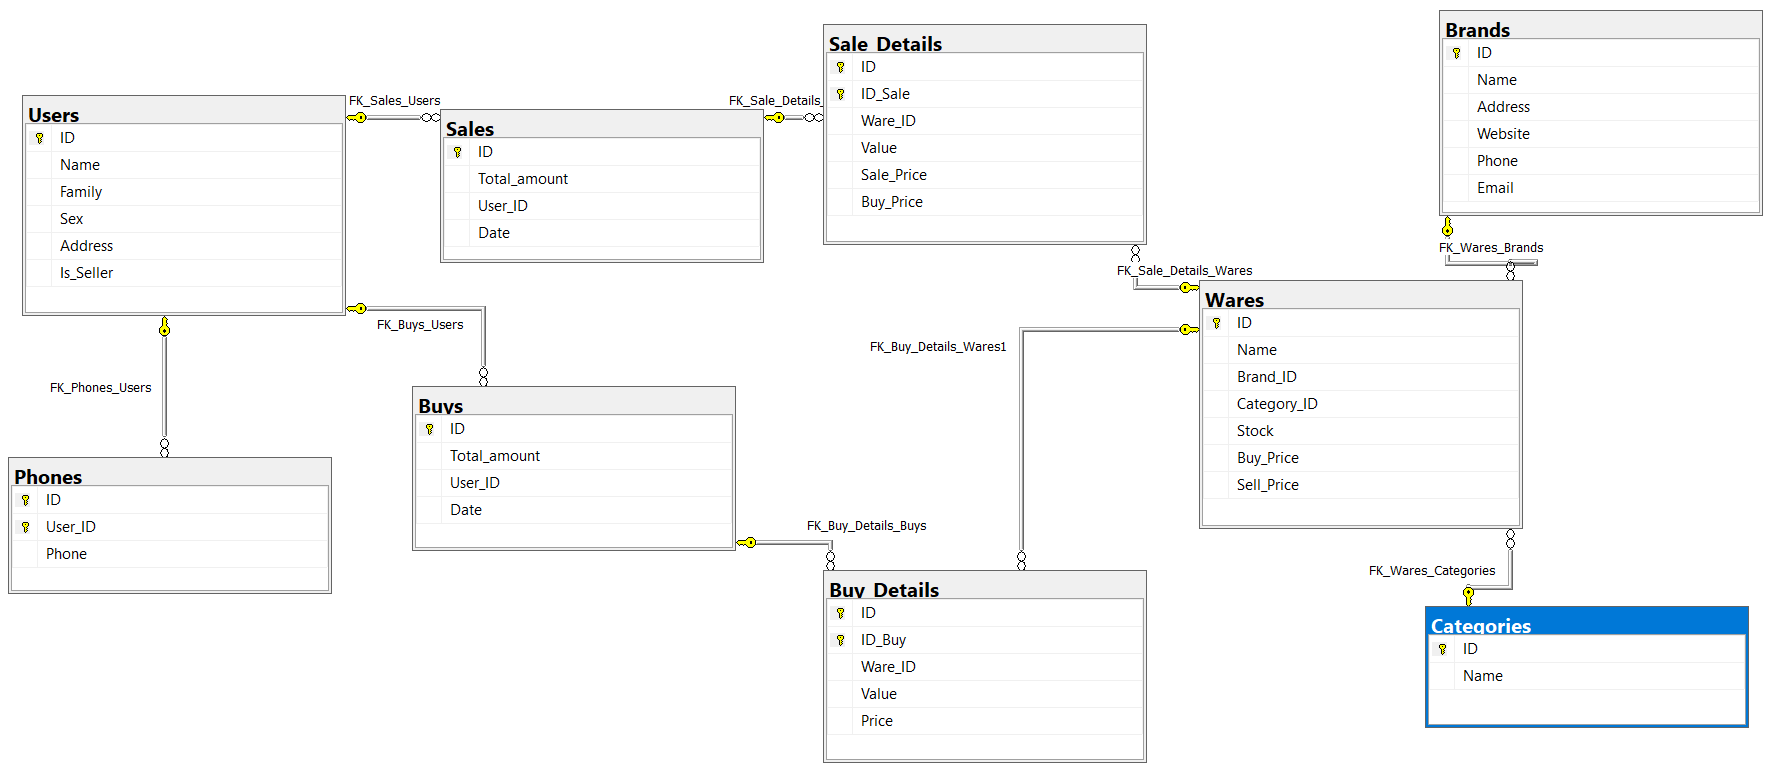 Users
ID
Name
Family
Sex
Address
Is_Seller
FK_Sales_Users
Sales
ID
Total_amount
User_ID
Date
FK_Sale_Details_
Sale_Details
ID
ID_Sale
Ware_ID
Value
Sale_Price
Buy_Price
Brands
ID
Name
Address
Website
Phone
Email
FK_Wares_Brands
FK_Sale_Details_Wares
Wares
ID
Name
Brand_ID
Category_ID
Stock
Buy_Price
Sell_Price
FK_Buys_Users
FK_Buy_Details_Wares1
FK_Phones_Users
Buys
ID
Total_amount
User_ID
Date
Phones
ID
User_ID
Phone
FK_Buy_Details_Buys
Buy_Details
ID
ID_Buy
Ware_ID
Value
Price
FK_Wares_Categories
Categories
ID
Name